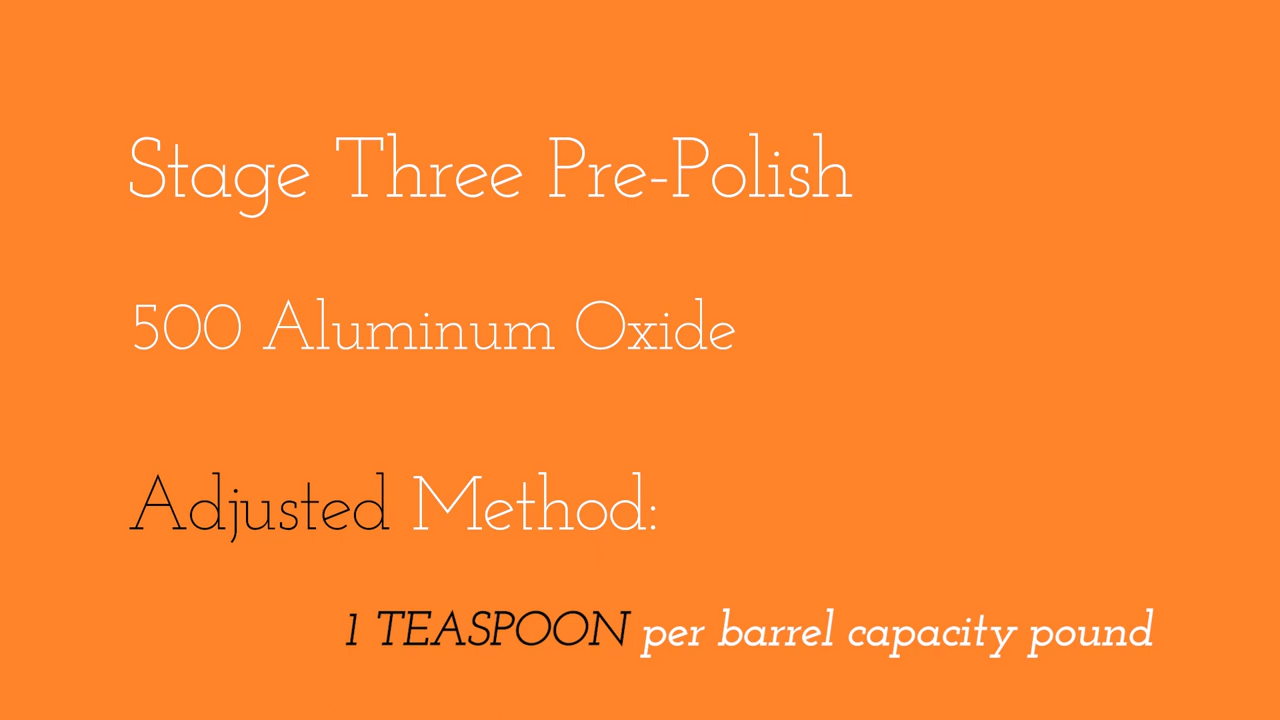 Stage Three Pre-Polish
500 Aluminum Oxide
Adjusted Method:
1 TEASPOON per barrel capacity pound